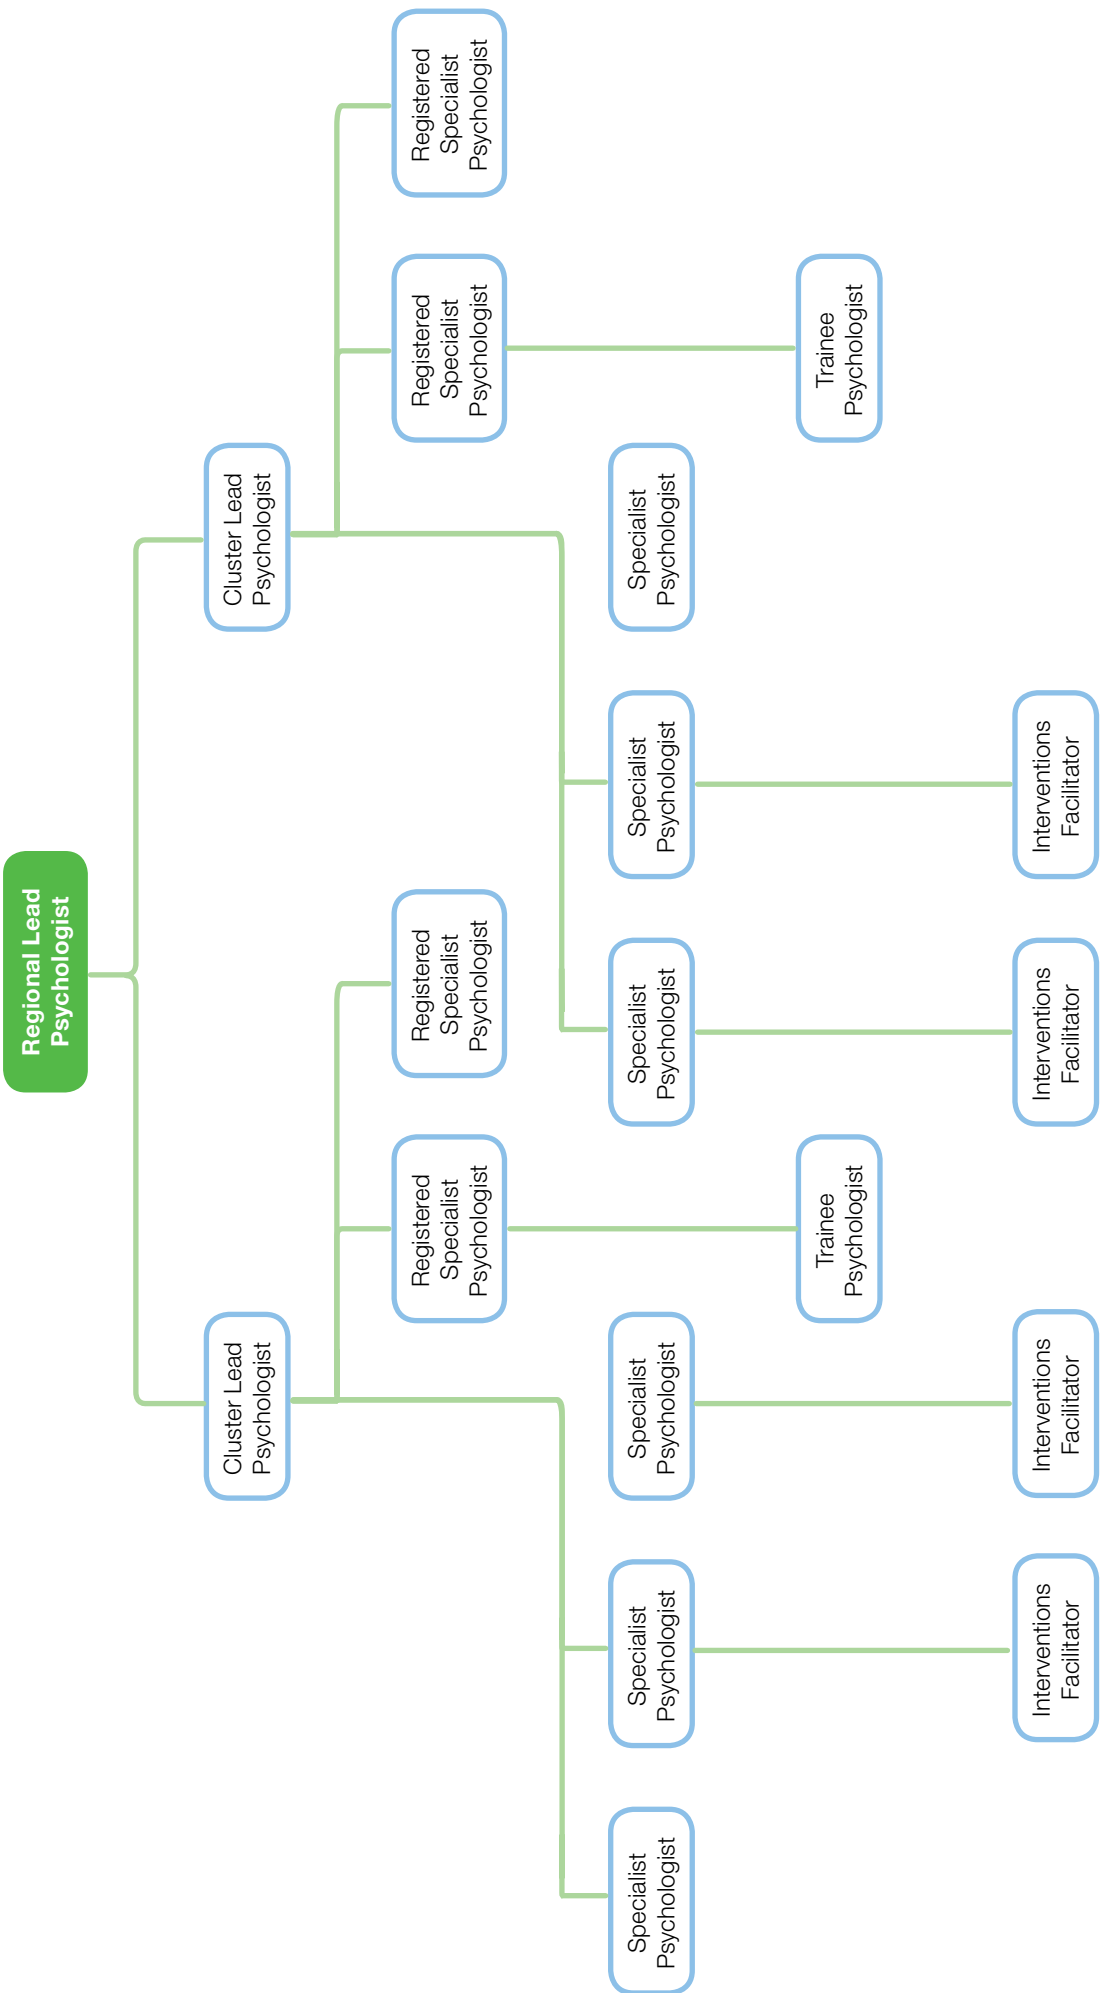 Regional Lead
Psychologist
Cluster Lead
Psychologist
Cluster Lead
Psychologist
Registered
Specialist
Psychologist
Registered
Specialist
Psychologist
Registered
Specialist
Psychologist
Registered
Specialist
Psychologist
Specialist
Psychologist
Specialist
Psychologist
Specialist
Psychologist
Specialist
Psychologist
Specialist
Psychologist
Specialist
Psychologist
Trainee
Psychologist
Trainee
Psychologist
Interventions
Facilitator
Interventions
Facilitator
Interventions
Facilitator
Interventions
Facilitator